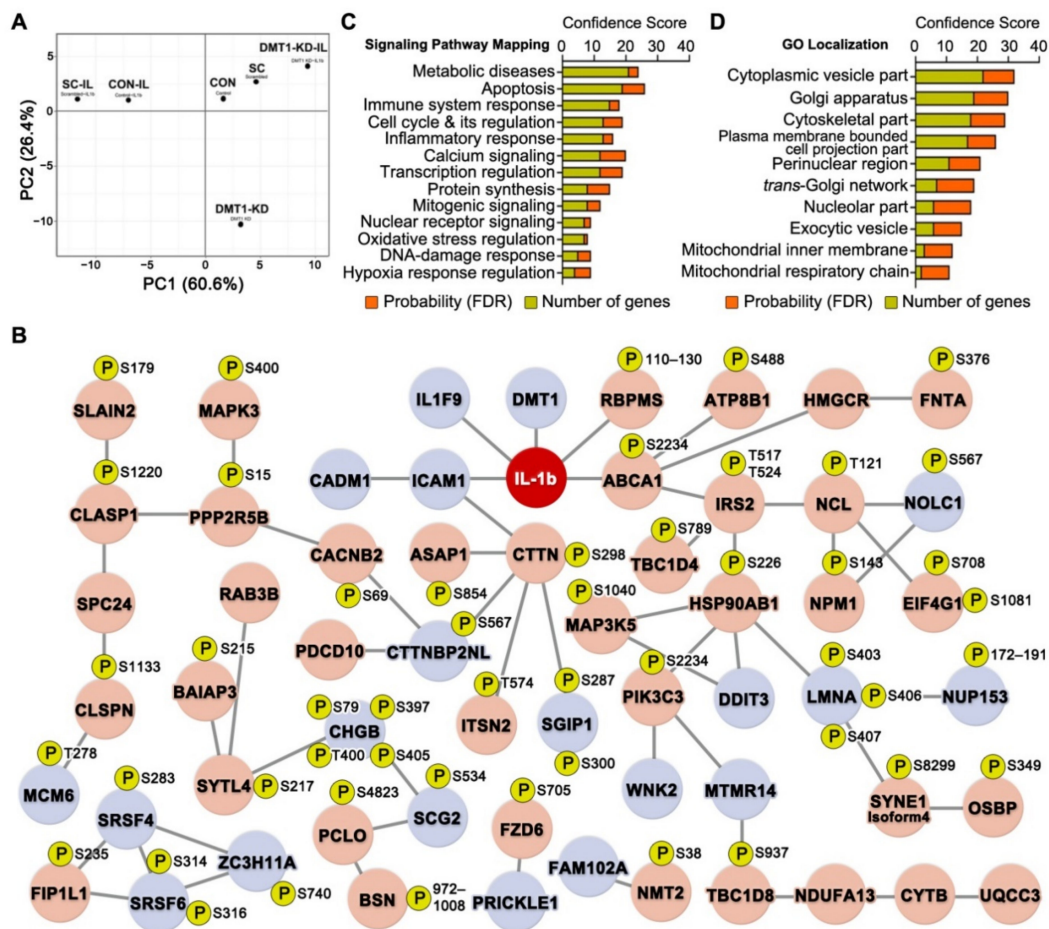 A
5
0
−5
−10
−10
−5
0
5
10
PC2 (26.4%)
PC1 (60.6%)
SC-IL
Scrambled+IL1b
CON-IL
Control+IL1b
CON
Control
SC
Scrambled
DMT1-KD-IL
DMT1 KD+IL1b
DMT1-KD
DMT1 KD
C
Confidence Score
Signaling Pathway Mapping
0 10 20 30 40
Metabolic diseases
Apoptosis
Immune system response
Cell cycle & its regulation
Inflammatory response
Calcium signaling
Transcription regulation
Protein synthesis
Mitogenic signaling
Nuclear receptor signaling
Oxidative stress regulation
DNA-damage response
Hypoxia response regulation
Probability (FDR) Number of genes
D
Confidence Score
GO Localization
0 10 20 30 40
Cytoplasmic vesicle part
Golgi apparatus
Cytoskeletal part
Plasma membrane bounded
cell projection part
Perinuclear region
trans-Golgi network
Nucleolar part
Exocytic vesicle
Mitochondrial inner membrane
Mitochondrial respiratory chain
Probability (FDR) Number of genes
B
P S179
SLAIN2
P S400
MAPK3
IL1F9
DMT1
P 110–130
RBPMS
P S488
ATP8B1
HMGCR
P S376
FNTA
P S1220
CLASP1
P S15
PPP2R5B
CADM1
ICAM1
IL-1b
P S2234
ABCA1
P T517
T524
IRS2
P T121
NCL
P S567
NOLC1
CACNB2
P S69
ASAP1
P S854
CTTN
P S298
P S789
TBC1D4
P S226
HSP90AB1
P S143
NPM1
P S708
EIF4G1
P S1081
SPC24
RAB3B
P S1040
MAP3K5
PDCD10
P S567
CTTNBP2NL
P S1133
CLSPN
P S215
BAIAP3
P T574
ITSN2
P S287
SGIP1
P S300
P S2234
PIK3C3
DDIT3
P S403
LMNA
P S406
P S407
P 172–191
NUP153
P S79
P S397
CHGB
P T400
P S405
P T278
MCM6
SYTL4
P S217
P S534
SCG2
WNK2
MTMR14
P S8299
SYNE1
Isoform4
P S349
OSBP
P S283
SRSF4
P S4823
PCLO
P S705
FZD6
ZC3H11A
P S740
P S235
FIP1L1
P S314
SRSF6
P S316
BSN
P 972–
1008
PRICKLE1
FAM102A
P S38
NMT2
P S937
TBC1D8
NDUFA13
CYTB
UQCC3